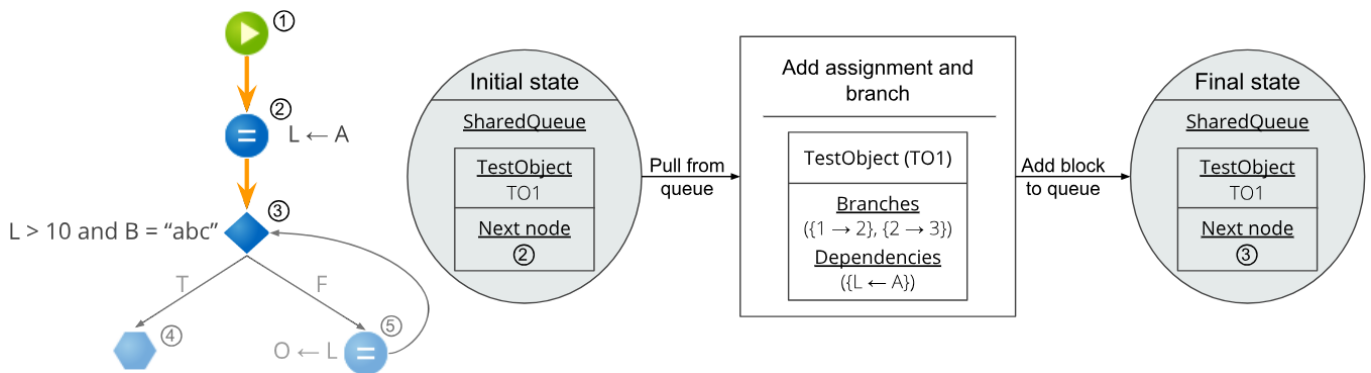 ①
②
L ← A
③
L > 10 and B = “abc”
T
F
④
⑤
O ← L
Initial state
SharedQueue
TestObject
TO1
Next node
②
Pull from
queue
Add assignment and
branch
TestObject (TO1)
Branches
({1 → 2}, {2 → 3})
Dependencies
({L ← A})
Add block
to queue
Final state
SharedQueue
TestObject
TO1
Next node
③